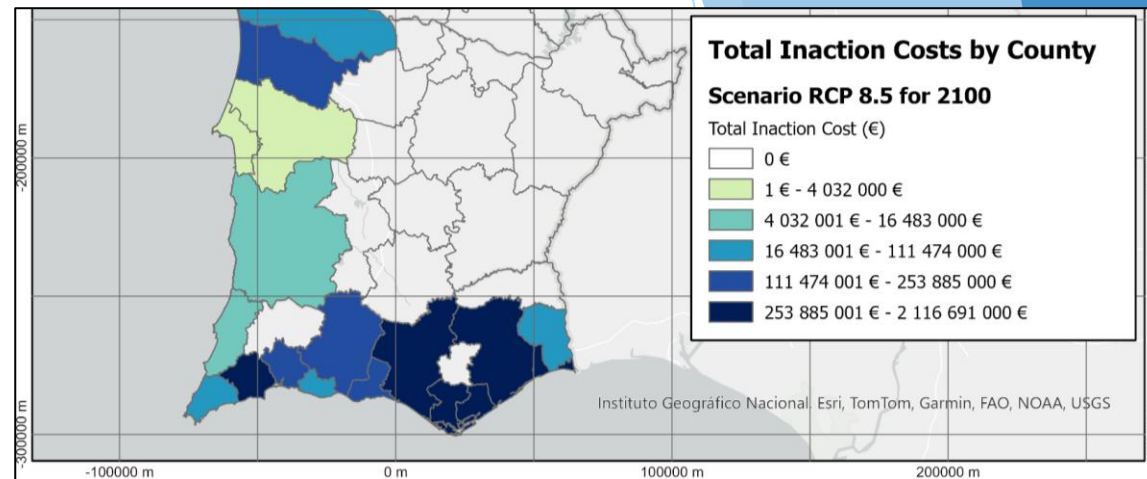 Total Inaction Costs by County
Scenario RCP 8.5 for 2100
Total Inaction Cost (€)
0 €
1 € - 4 032 000 €
4 032 001 € - 16 483 000 €
16 483 001 € - 111 474 000 €
111 474 001 € - 253 885 000 €
253 885 001 € - 2 116 691 000 €
-200000 m
Instituto Geográfico Nacional. Esri, TomTom, Garmin, FAO, NOAA, USGS
-300000 m
-100000 m
0 m
100000 m
200000 m